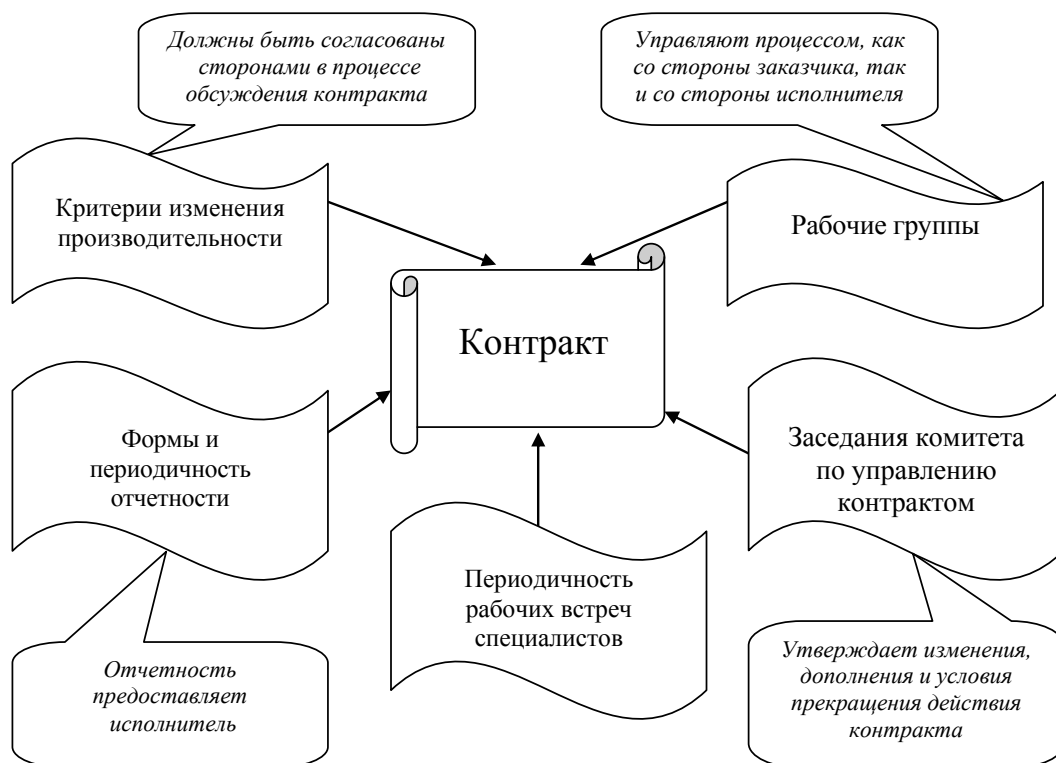 Должны быть согласованы
сторонами в процессе
обсуждения контракта
Управляют процессом, как
со стороны заказчика, так
и со стороны исполнителя
Критерии изменения
производительности
Рабочие группы
Контракт
Формы и
периодичность
отчетности
Заседания комитета
по управлению
контрактом
Периодичность
рабочих встреч
специалистов
Отчетность
предоставляет
исполнитель
Утверждает изменения,
дополнения и условия
прекращения действия
контракта